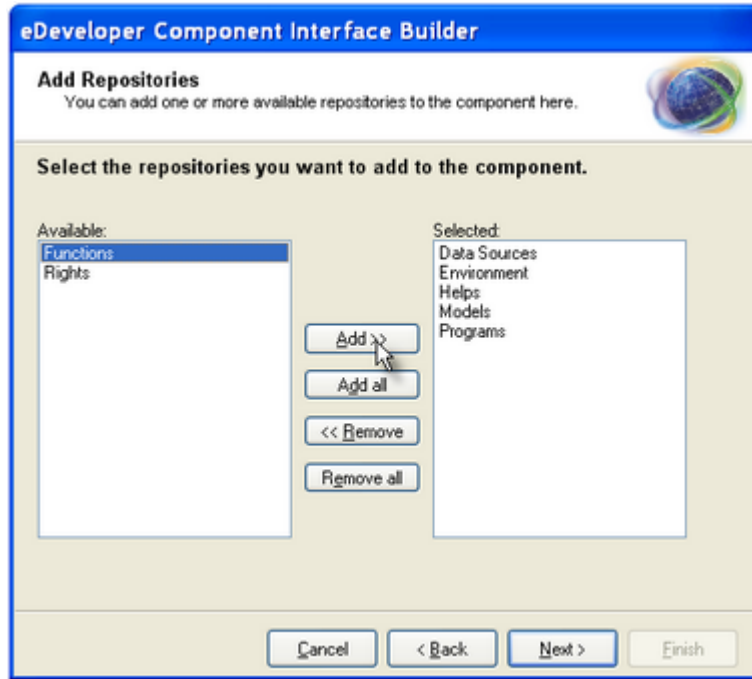 eDeveloper Component Interface Builder
Add Repositories
You can add one or more available repositories to the component here.
Select the repositories you want to add to the component.
Available:
Functions
Rights
Selected:
Data Sources
Environment
Helps
Models
Programs
Add >>
Add all
<< Remove
Remove all
Cancel
< Back
Next >
Finish